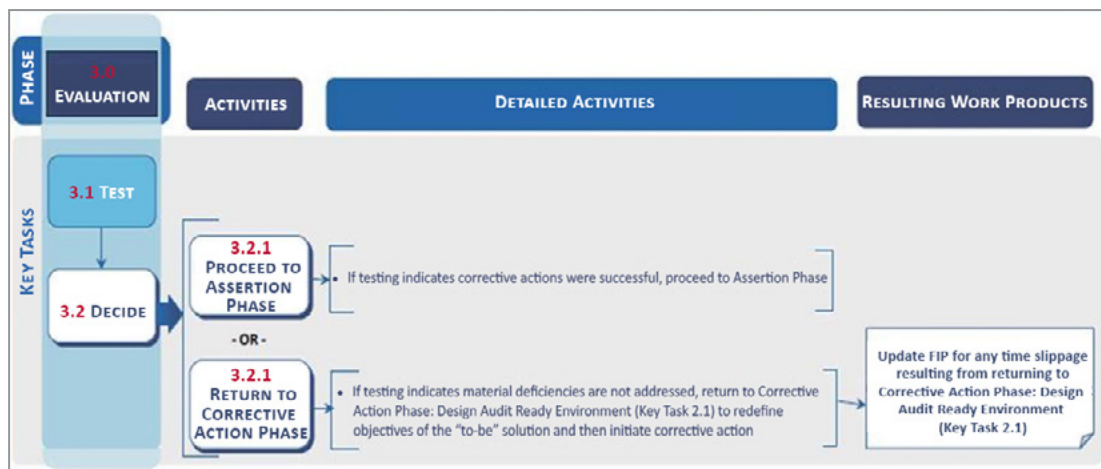 PHASE
3.0
EVALUATION
ACTIVITIES
DETAILED ACTIVITIES
RESULTING WORK PRODUCTS
KEY TASKS
3.1 TEST
3.2 DECIDE
3.2.1
PROCEED TO
ASSERTION
PHASE
• If testing indicates corrective actions were successful, proceed to Assertion Phase
- OR -
3.2.1
RETURN TO
CORRECTIVE
ACTION PHASE
• If testing indicates material deficiencies are not addressed, return to Corrective
Action Phase: Design Audit Ready Environment (Key Task 2.1) to redefine
objectives of the “to-be” solution and then initiate corrective action
Update FIP for any time slippage
resulting from returning to
Corrective Action Phase: Design
Audit Ready Environment
(Key Task 2.1)